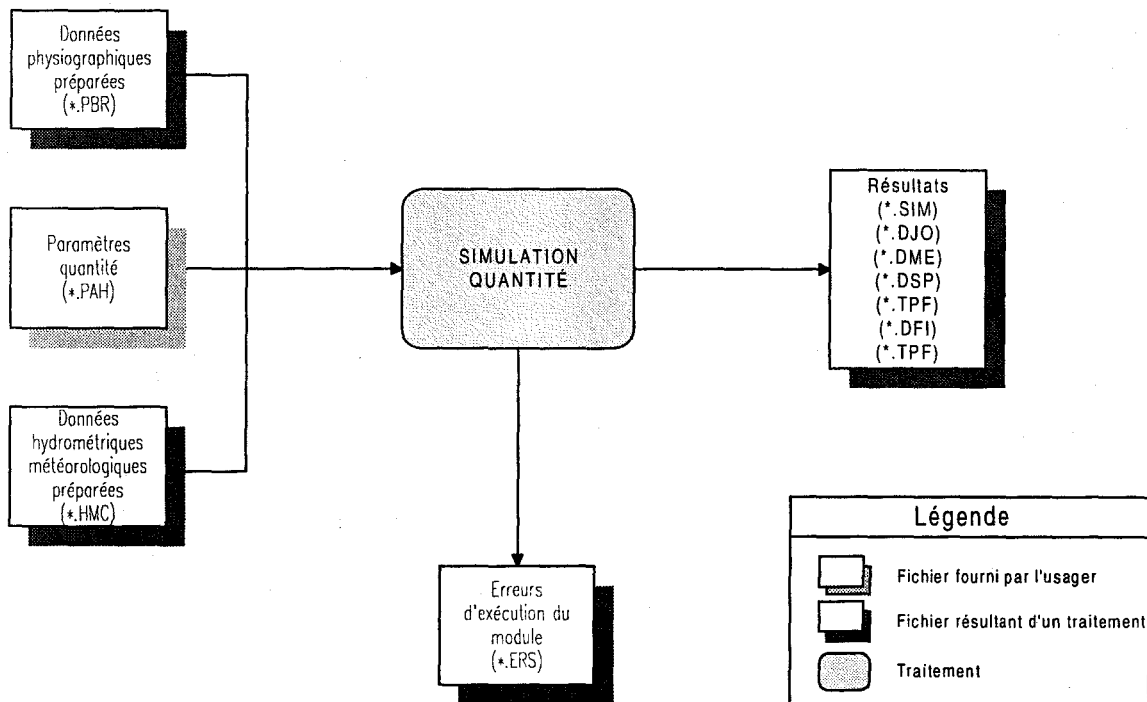 Données
physiographiques
préparées
(*.PBR)
Paramètres
quantité
(*.PAH)
Données
hydrométriques
météorologiques
préparées
(*.HMC)
SIMULATION
QUANTITÉ
Résultats
(*.SIM)
(*.DJO)
(*.DME)
(*.DSP)
(*.TPF)
(*.DFI)
(*.TPF)
Erreurs
d'exécution du
module
(*.ERS)
Légende
Fichier fourni par l'usager
Fichier résultant d'un traitement
Traitement